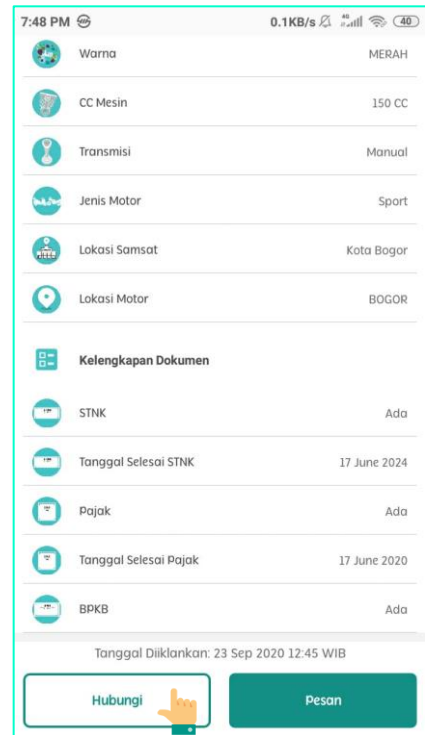 7:48 PM 0.1KB/s 4G 40
Warna MERAH
CC Mesin 150 CC
Transmisi Manual
Jenis Motor Sport
Lokasi Samsat Kota Bogor
Lokasi Motor BOGOR
Kelengkapan Dokumen
STNK Ada
Tanggal Selesai STNK 17 June 2024
Pajak Ada
Tanggal Selesai Pajak 17 June 2020
BPKB Ada
Tanggal Diiklankan: 23 Sep 2020 12:45 WIB
Hubungi Pesan